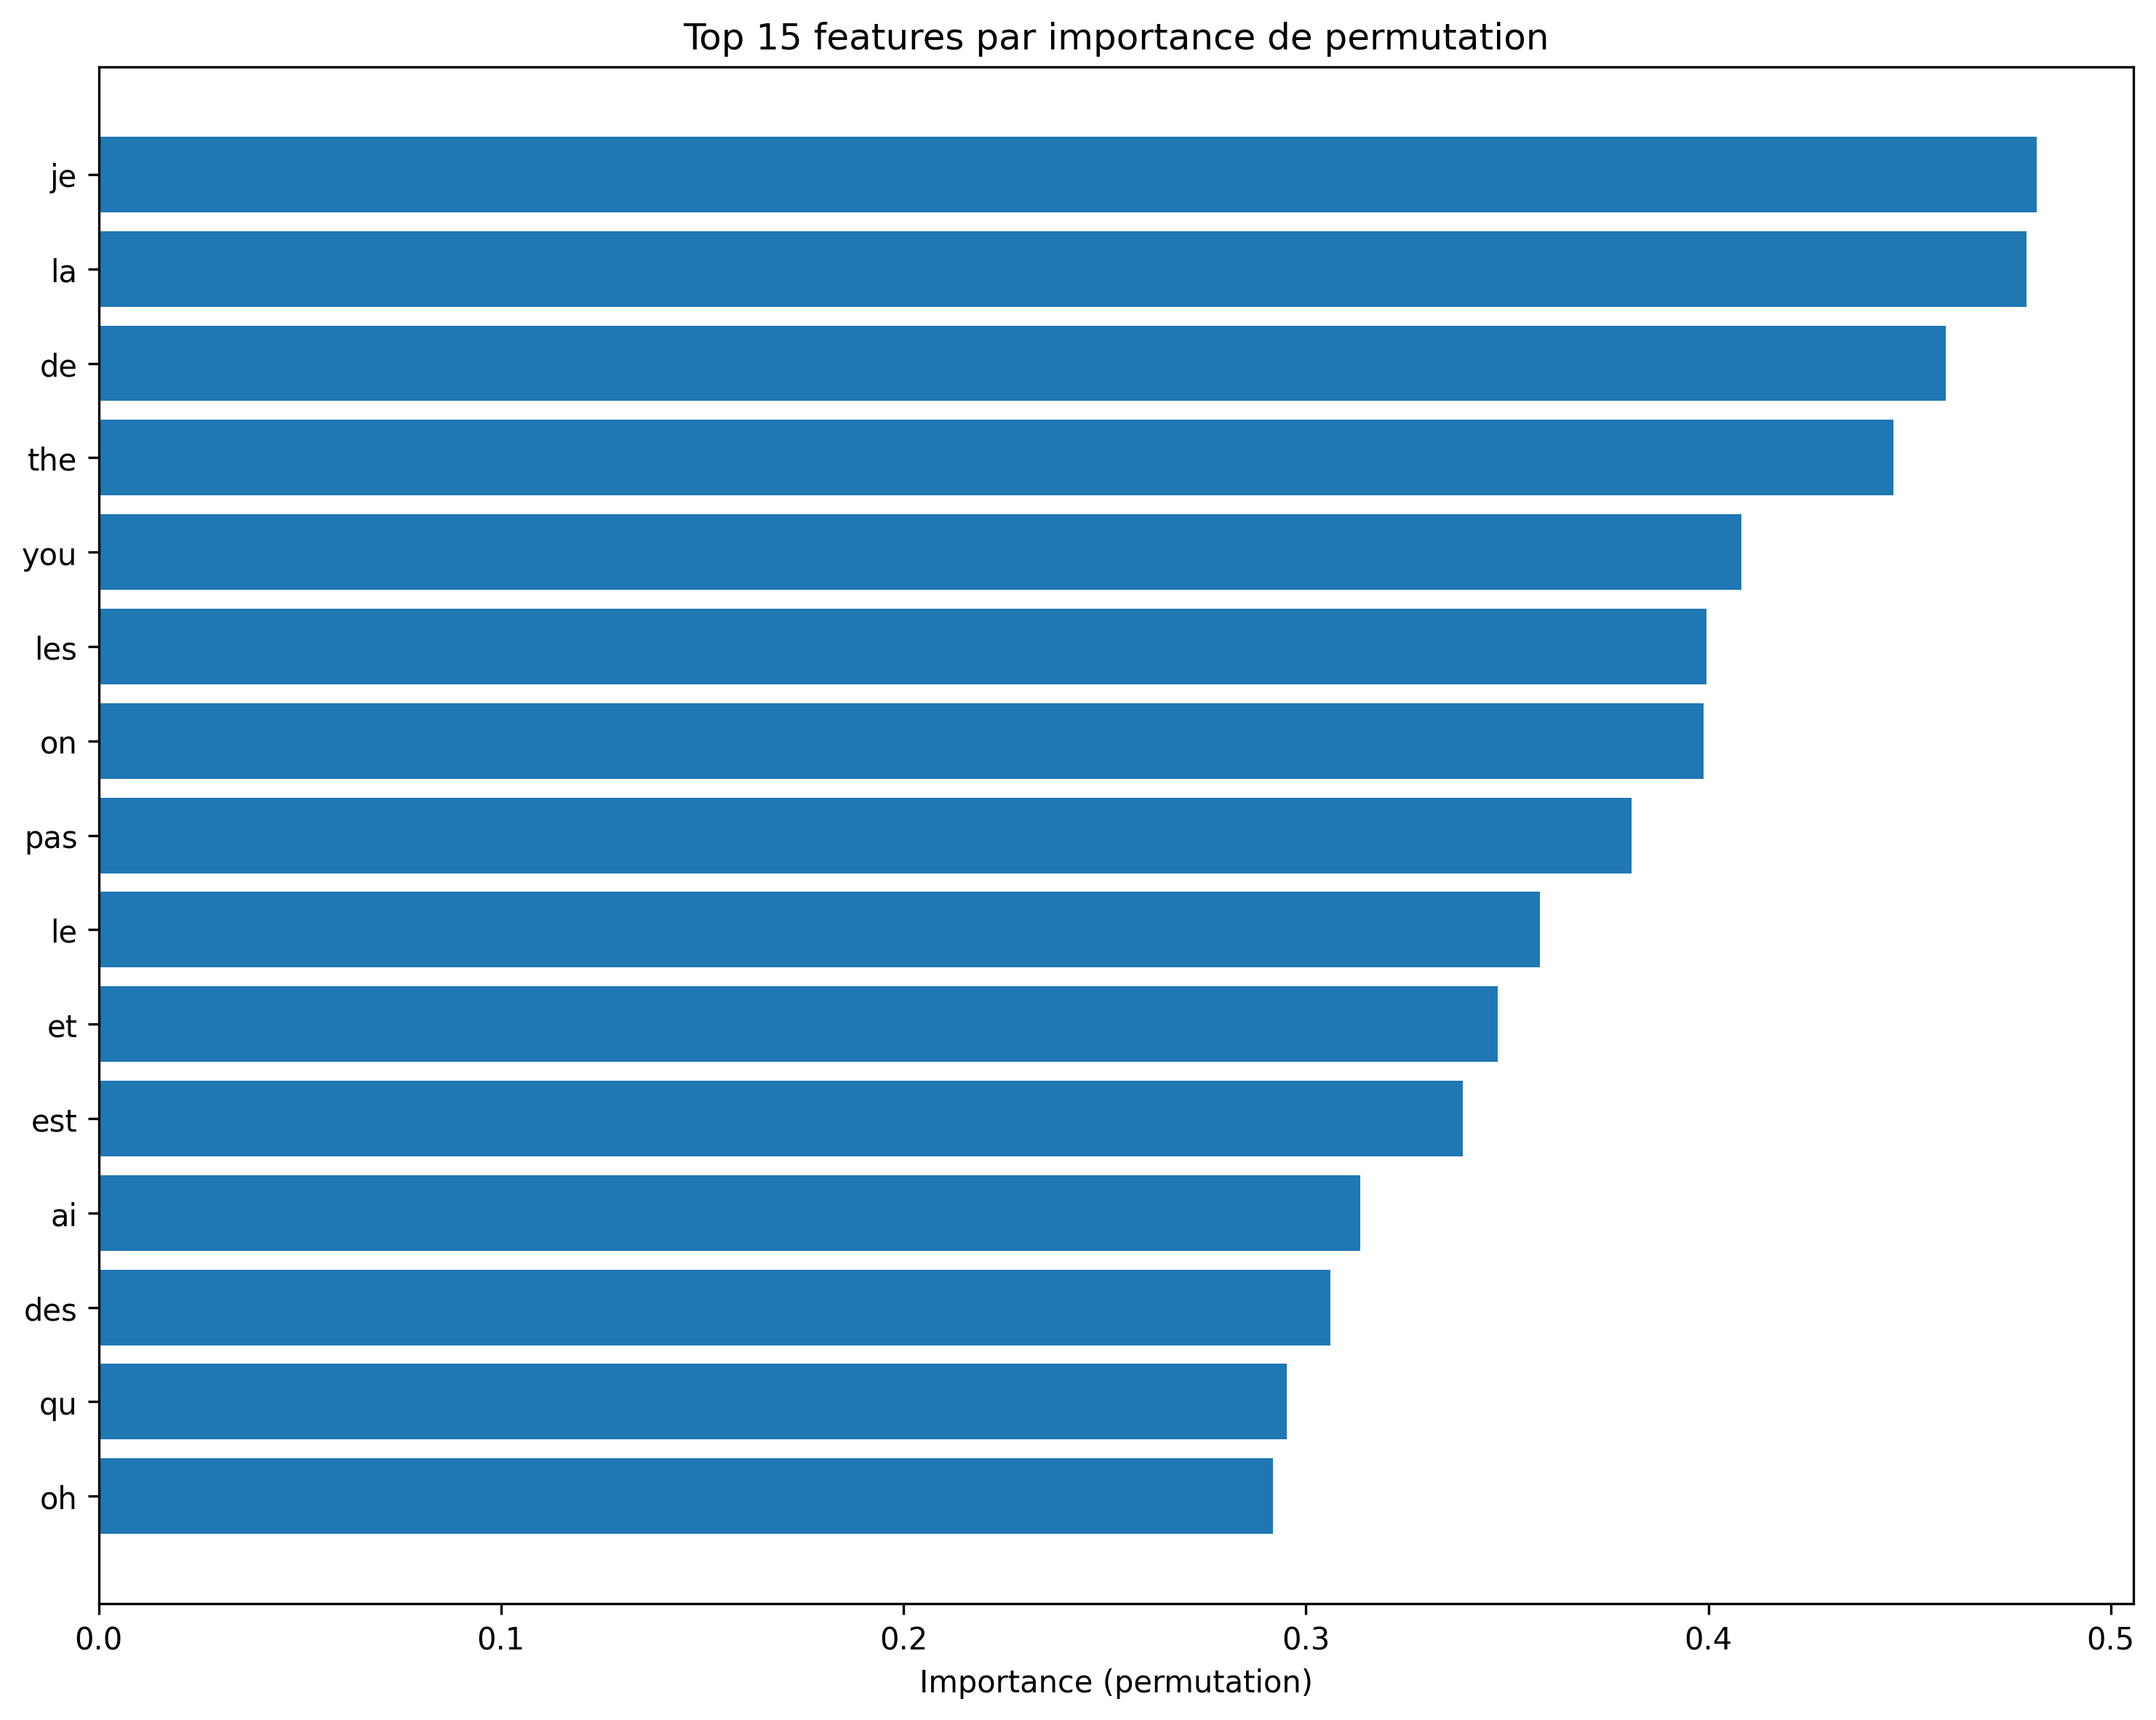 Top 15 features par importance de permutation
je
la
de
the
you
les
on
pas
le
et
est
ai
des
qu
oh
0.0 0.1 0.2 0.3 0.4 0.5
Importance (permutation)